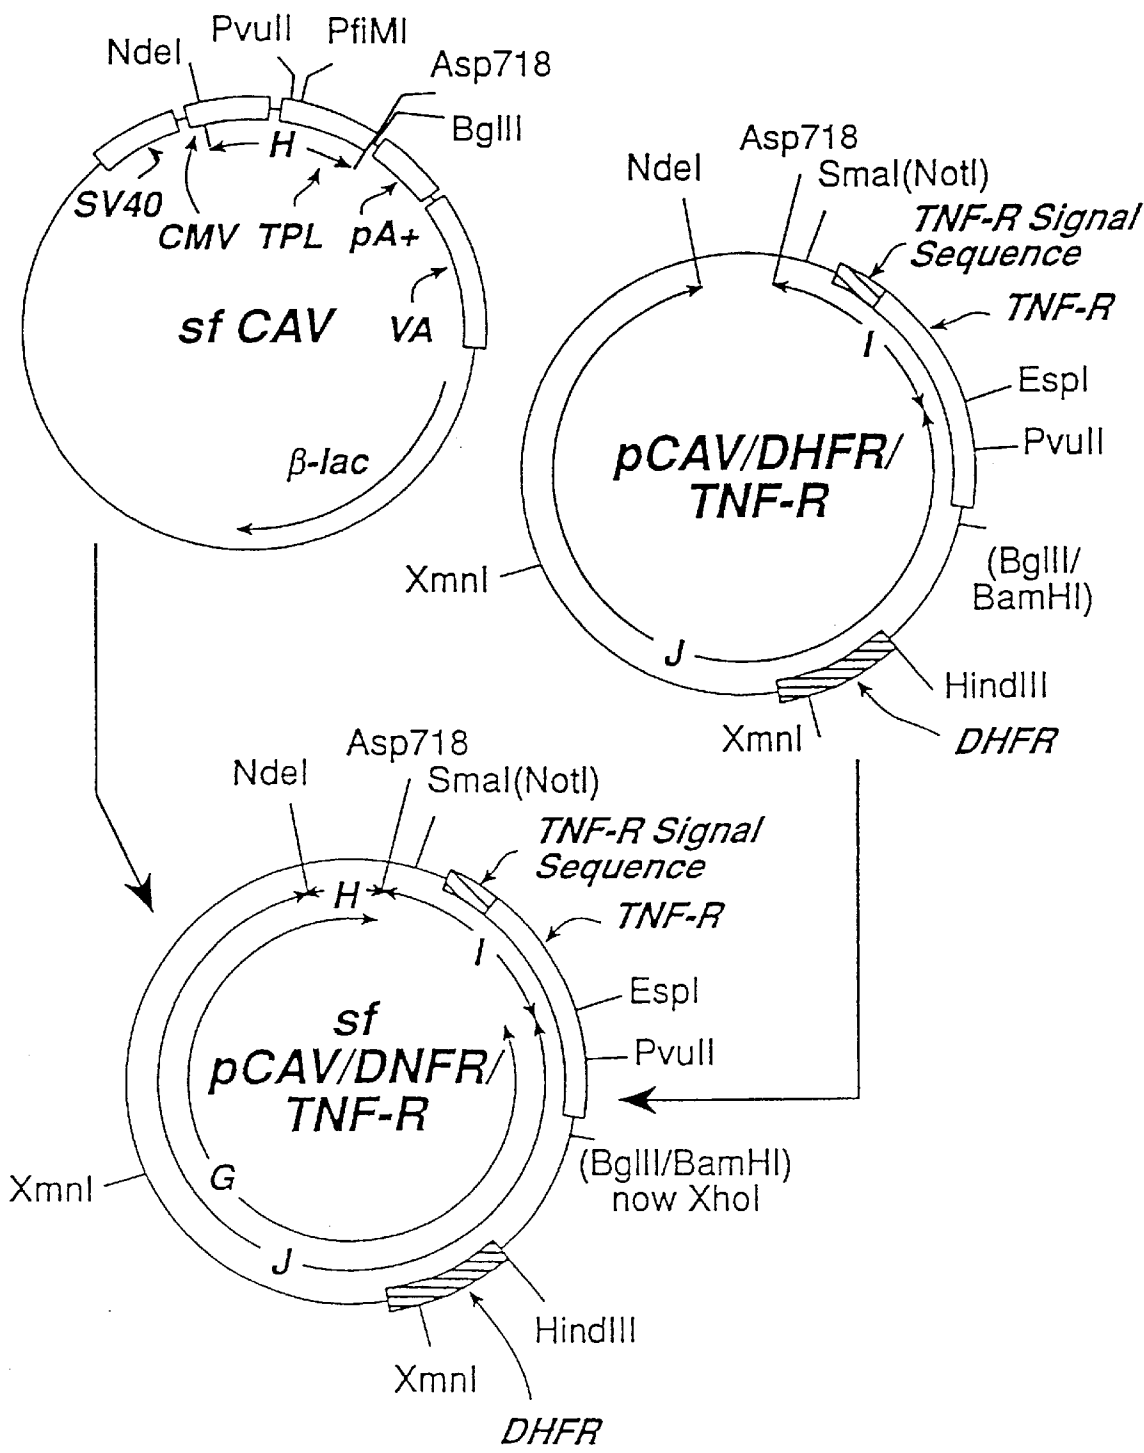 PvuII
PflMI
NdeI
Asp718
BglII
H
SV40
CMV
TPL
pA+
VA
sf CAV
β-lac
Asp718
NdeI
SmaI(NotI)
TNF-R Signal
Sequence
TNF-R
I
EspI
PvuII
pCAV/DHFR/
TNF-R
(BglII/
BamHI)
XmnI
J
HindIII
XmnI
DHFR
Asp718
NdeI
SmaI(NotI)
TNF-R Signal
Sequence
H
TNF-R
I
EspI
sf
pCAV/DNFR/
TNF-R
PvuII
(BglII/BamHI)
now XhoI
XmnI
G
J
HindIII
XmnI
DHFR